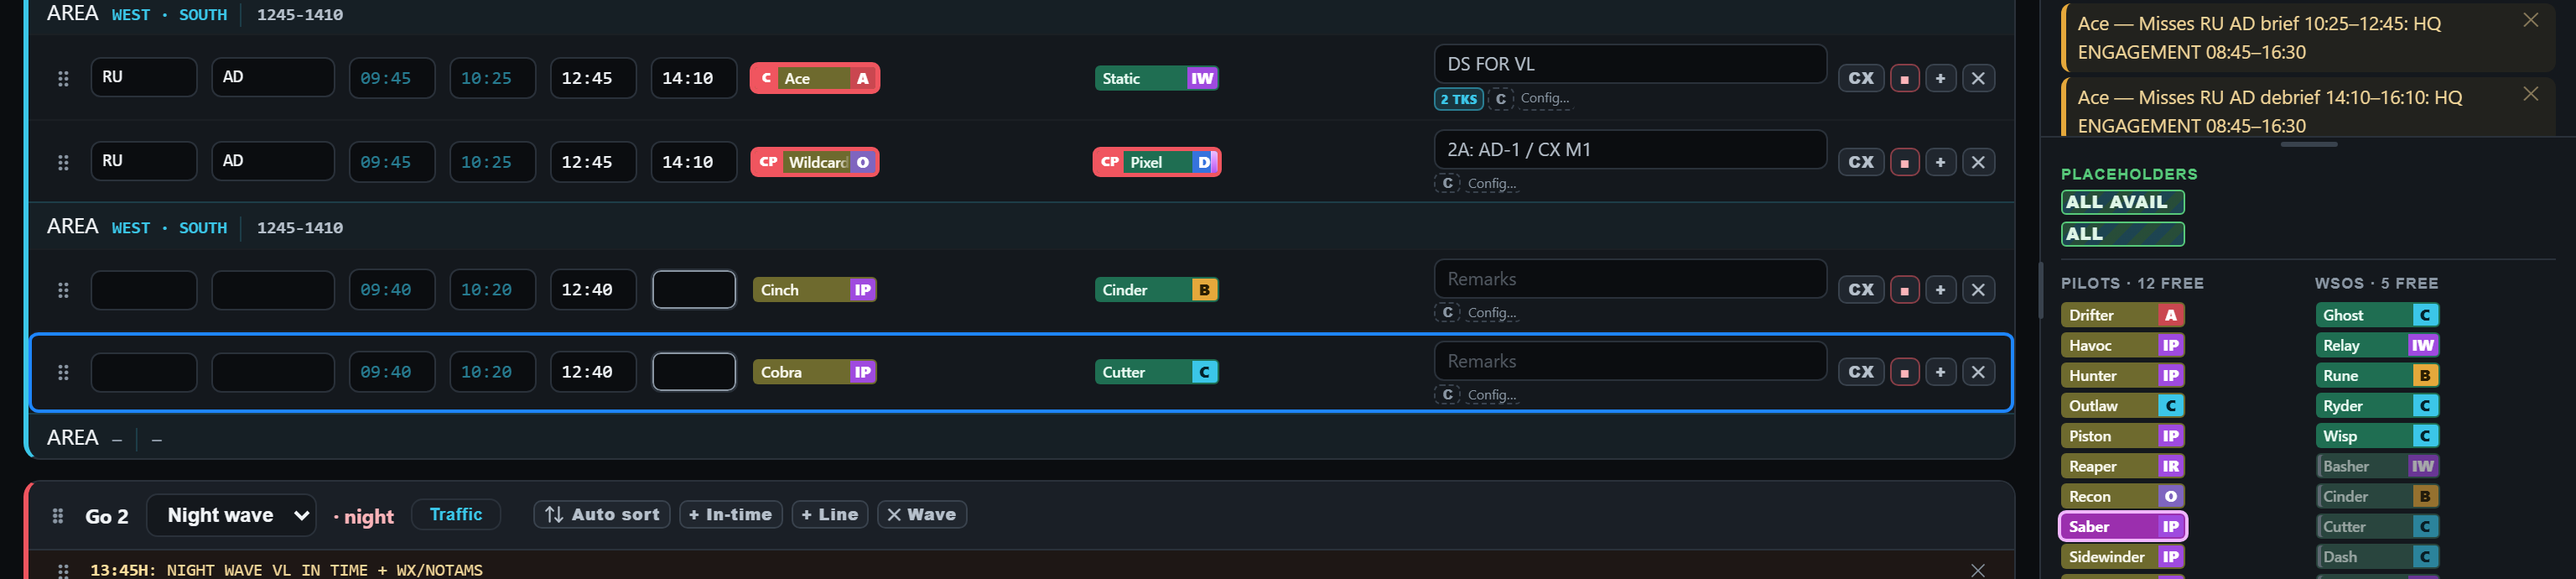 AREA WEST · SOUTH 1245-1410
RU AD 09:45 10:25 12:45 14:10 C Ace A Static IW DS FOR VL CX + ✕
2 TKS C Config...
RU AD 09:45 10:25 12:45 14:10 CP Wildcard O CP Pixel D 2A: AD-1 / CX M1 CX + ✕
C Config...
AREA WEST · SOUTH 1245-1410
09:40 10:20 12:40 Cinch IP Cinder B Remarks CX + ✕
C Config...
09:40 10:20 12:40 Cobra IP Cutter C Remarks CX + ✕
C Config...
AREA – –
Go 2 Night wave · night Traffic Auto sort + In-time + Line ✕ Wave
13:45H: NIGHT WAVE VL IN TIME + WX/NOTAMS ✕
Ace — Misses RU AD brief 10:25–12:45: HQ ✕
ENGAGEMENT 08:45–16:30
Ace — Misses RU AD debrief 14:10–16:10: HQ ✕
ENGAGEMENT 08:45–16:30
PLACEHOLDERS
ALL AVAIL
ALL
PILOTS · 12 FREE
Drifter A
Havoc IP
Hunter IP
Outlaw C
Piston IP
Reaper IR
Recon O
Saber IP
Sidewinder IP
WSOS · 5 FREE
Ghost C
Relay IW
Rune B
Ryder C
Wisp C
Basher IW
Cinder B
Cutter C
Dash C